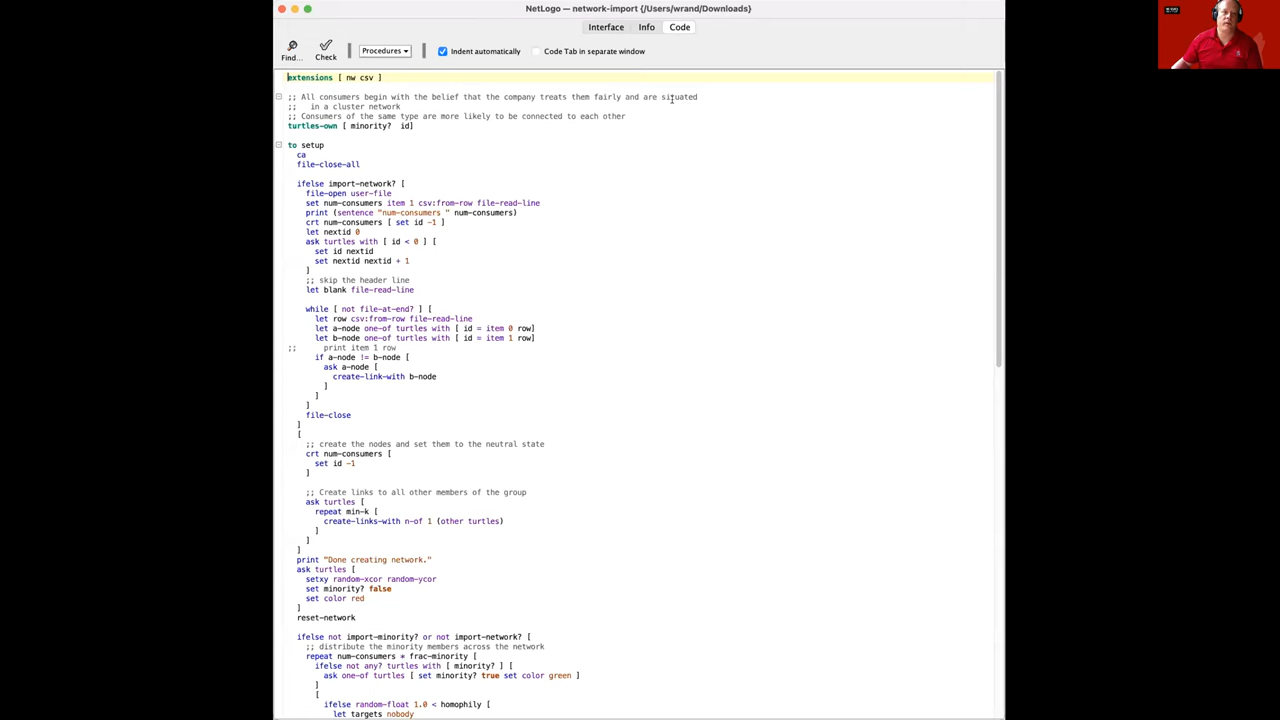 NetLogo — network-import {/Users/wrand/Downloads}
Interface Info Code
Find... Check Procedures Indent automatically Code Tab in separate window
extensions [ nw csv ]
;; All consumers begin with the belief that the company treats them fairly and are situated
;;   in a cluster network
;; Consumers of the same type are more likely to be connected to each other
turtles-own [ minority?  id]
to setup
  ca
  file-close-all
  ifelse import-network? [
    file-open user-file
    set num-consumers item 1 csv:from-row file-read-line
    print (sentence "num-consumers " num-consumers)
    crt num-consumers [ set id -1 ]
    let nextid 0
    ask turtles with [ id < 0 ] [
      set id nextid
      set nextid nextid + 1
    ]
    ;; skip the header line
    let blank file-read-line
    while [ not file-at-end? ] [
      let row csv:from-row file-read-line
      let a-node one-of turtles with [ id = item 0 row]
      let b-node one-of turtles with [ id = item 1 row]
;;      print item 1 row
      if a-node != b-node [
        ask a-node [
          create-link-with b-node
        ]
      ]
    ]
    file-close
  ]
  [
    ;; create the nodes and set them to the neutral state
    crt num-consumers [
      set id -1
    ]
    ;; Create links to all other members of the group
    ask turtles [
      repeat min-k [
        create-links-with n-of 1 (other turtles)
      ]
    ]
  ]
  print "Done creating network."
  ask turtles [
    setxy random-xcor random-ycor
    set minority? false
    set color red
  ]
  reset-network
  ifelse not import-minority? or not import-network? [
    ;; distribute the minority members across the network
    repeat num-consumers * frac-minority [
      ifelse not any? turtles with [ minority? ] [
        ask one-of turtles [ set minority? true set color green ]
      ]
      [
        ifelse random-float 1.0 < homophily [
          let targets nobody